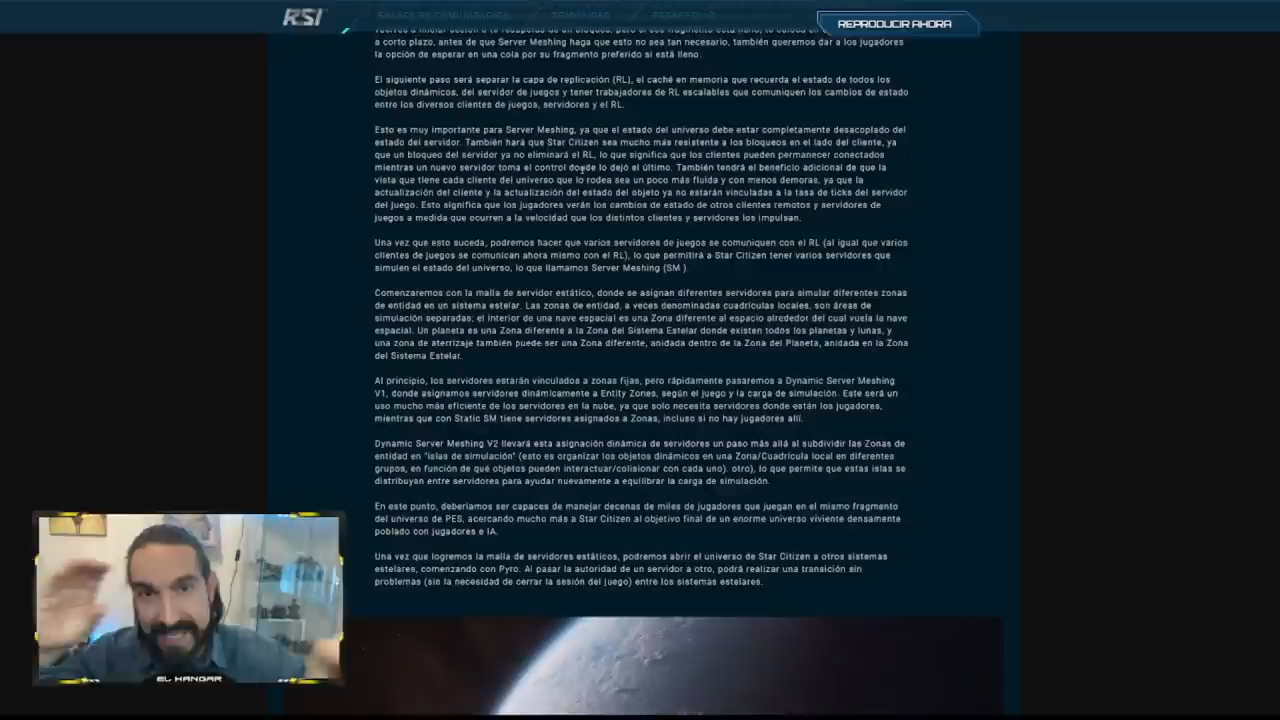 RSI
REPRODUCIR AHORA
a corto plazo, antes de que Server Meshing haga que esto no sea tan necesario, también queremos dar a los jugadores
la opción de esperar en una cola por su fragmento preferido si está lleno.
El siguiente paso será separar la capa de replicación (RL), el caché en memoria que recuerda el estado de todos los
objetos dinámicos, del servidor de juegos y tener trabajadores de RL escalables que comuniquen los cambios de estado
entre los diversos clientes de juegos, servidores y el RL.
Esto es muy importante para Server Meshing, ya que el estado del universo debe estar completamente desacoplado del
estado del servidor. También hará que Star Citizen sea mucho más resistente a los bloqueos en el lado del cliente, ya
que un bloqueo del servidor ya no eliminará el RL, lo que significa que los clientes pueden permanecer conectados
mientras un nuevo servidor toma el control donde lo dejó el último. También tendrá el beneficio adicional de que la
vista que tiene cada cliente del universo que lo rodea sea un poco más fluida y con menos demoras, ya que la
actualización del cliente y la actualización del estado del objeto ya no estarán vinculadas a la tasa de ticks del servidor
del juego. Esto significa que los jugadores verán los cambios de estado de otros clientes remotos y servidores de
juegos a medida que ocurren a la velocidad que los distintos clientes y servidores los impulsan.
Una vez que esto suceda, podremos hacer que varios servidores de juegos se comuniquen con el RL (al igual que varios
clientes de juegos se comunican ahora mismo con el RL), lo que permitirá a Star Citizen tener varios servidores que
simulen el estado del universo, lo que llamamos Server Meshing (SM )
Comenzaremos con la malla de servidor estático, donde se asignan diferentes servidores para simular diferentes zonas
de entidad en un sistema estelar. Las zonas de entidad, a veces denominadas cuadrículas locales, son áreas de
simulación separadas; el interior de una nave espacial es una Zona diferente al espacio alrededor del cual vuela la nave
espacial. Un planeta es una Zona diferente a la Zona del Sistema Estelar donde existen todos los planetas y lunas, y
una zona de aterrizaje también puede ser una Zona diferente, anidada dentro de la Zona del Planeta, anidada en la Zona
del Sistema Estelar.
Al principio, los servidores estarán vinculados a zonas fijas, pero rápidamente pasaremos a Dynamic Server Meshing
V1, donde asignamos servidores dinámicamente a Entity Zones, según el juego y la carga de simulación. Este será un
uso mucho más eficiente de los servidores en la nube, ya que solo necesita servidores donde están los jugadores,
mientras que con Static SM tiene servidores asignados a Zonas, incluso si no hay jugadores allí.
Dynamic Server Meshing V2 llevará esta asignación dinámica de servidores un paso más allá al subdividir las Zonas de
entidad en "islas de simulación" (esto es organizar los objetos dinámicos en una Zona/Cuadrícula local en diferentes
grupos, en función de qué objetos pueden interactuar/colisionar con cada uno). otro), lo que permite que estas islas se
distribuyan entre servidores para ayudar nuevamente a equilibrar la carga de simulación.
En este punto, deberíamos ser capaces de manejar decenas de miles de jugadores que juegan en el mismo fragmento
del universo de PES, acercando mucho más a Star Citizen al objetivo final de un enorme universo viviente densamente
poblado con jugadores e IA.
Una vez que logremos la malla de servidores estáticos, podremos abrir el universo de Star Citizen a otros sistemas
estelares, comenzando con Pyro. Al pasar la autoridad de un servidor a otro, podrá realizar una transición sin
problemas (sin la necesidad de cerrar la sesión del juego) entre los sistemas estelares.
EL HANGAR